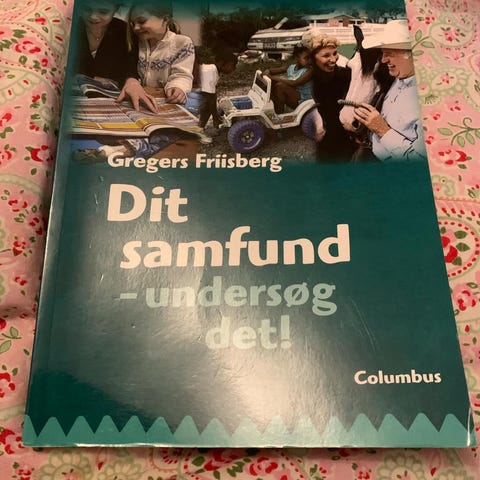 Gregers Friisberg
Dit
samfund
- undersøg
det!
Columbus